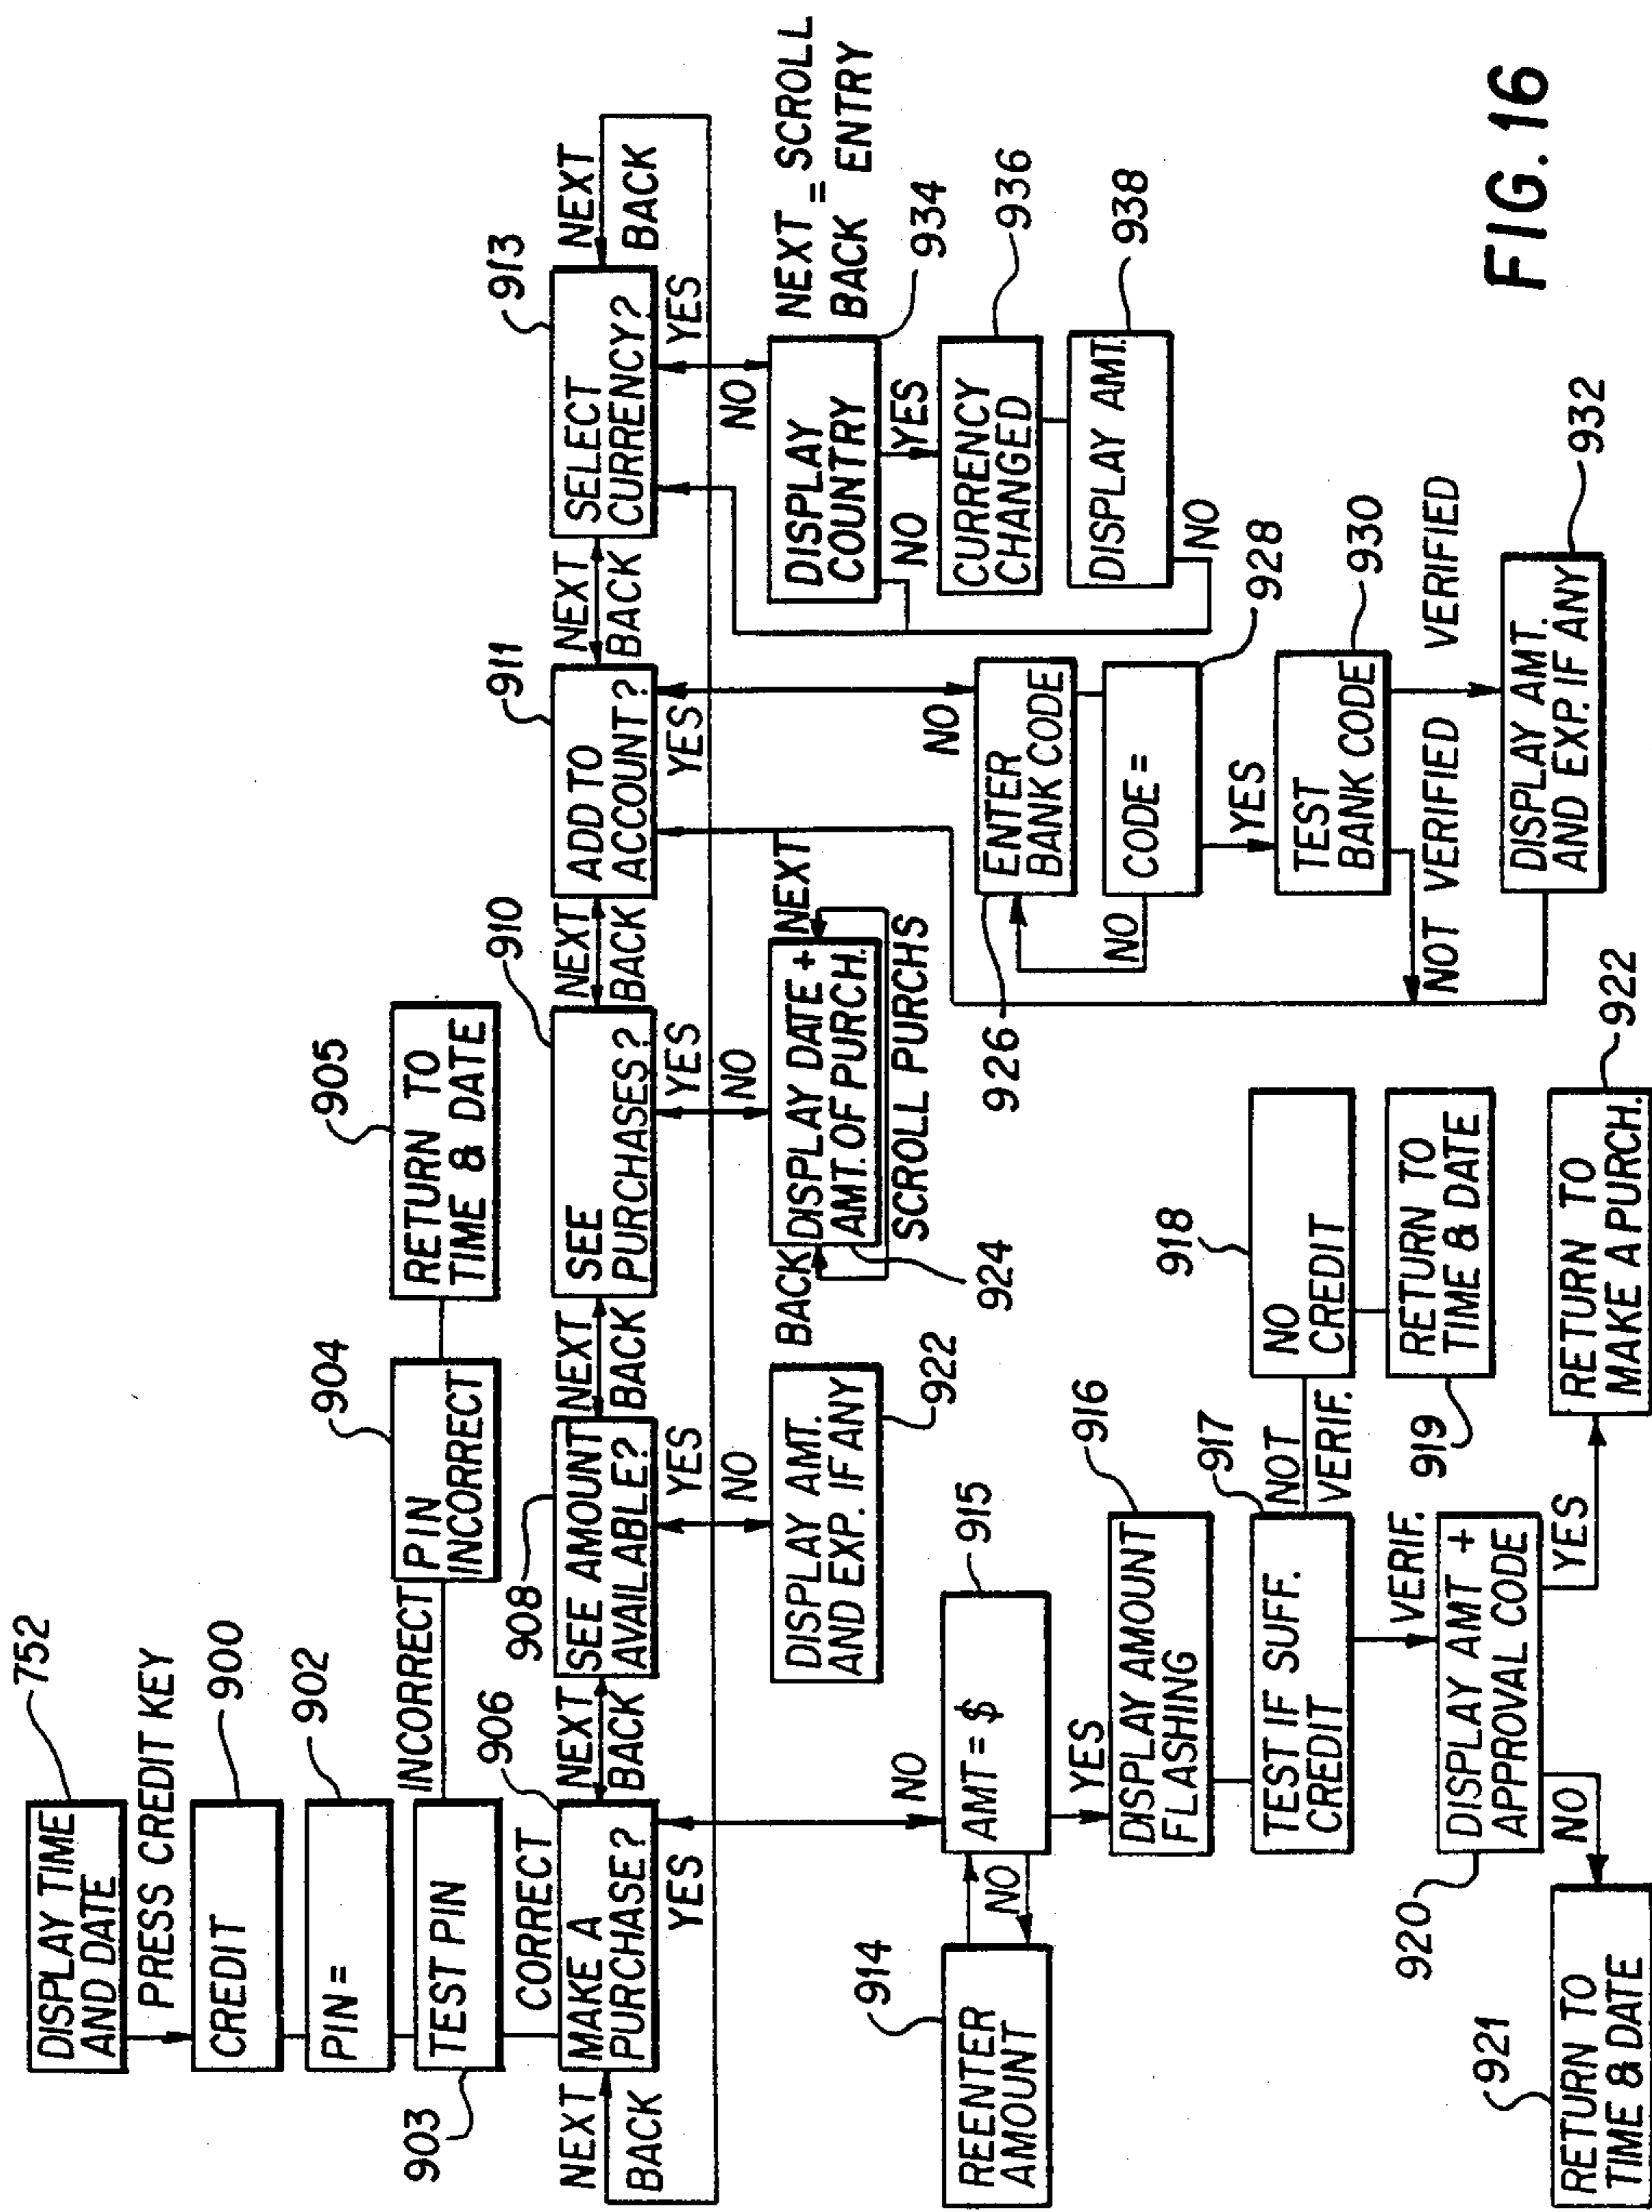 752
DISPLAY TIME
AND DATE
PRESS CREDIT KEY
900
CREDIT
902
PIN =
903
TEST PIN
INCORRECT
904
PIN
INCORRECT
905
RETURN TO
TIME & DATE
CORRECT
906
NEXT
BACK
MAKE A
PURCHASE?
YES
NEXT
BACK
908
SEE AMOUNT
AVAILABLE?
YES
NEXT
BACK
910
SEE
PURCHASES?
YES
NEXT
BACK
911
ADD TO
ACCOUNT?
YES
NEXT
BACK
913
SELECT
CURRENCY?
YES
NEXT
BACK
NO
DISPLAY AMT.
AND EXP. IF ANY
922
NO
BACK
DISPLAY DATE +
AMT. OF PURCH.
NEXT
924
SCROLL PURCHS
NO
DISPLAY
COUNTRY
934
NEXT
BACK
=
SCROLL
ENTRY
NO
YES
CURRENCY
CHANGED
936
DISPLAY AMT.
938
NO
NO
ENTER
BANK CODE
926
CODE =
928
NO
YES
TEST
BANK CODE
930
NOT VERIFIED
VERIFIED
DISPLAY AMT.
AND EXP. IF ANY
932
NO
AMT = $
915
914
REENTER
AMOUNT
NO
YES
DISPLAY AMOUNT
FLASHING
916
TEST IF SUFF.
CREDIT
917
NOT
VERIF.
918
NO
CREDIT
RETURN TO
TIME & DATE
919
VERIF.
920
DISPLAY AMT +
APPROVAL CODE
NO
YES
921
RETURN TO
TIME & DATE
RETURN TO
MAKE A PURCH.
922
FIG. 16